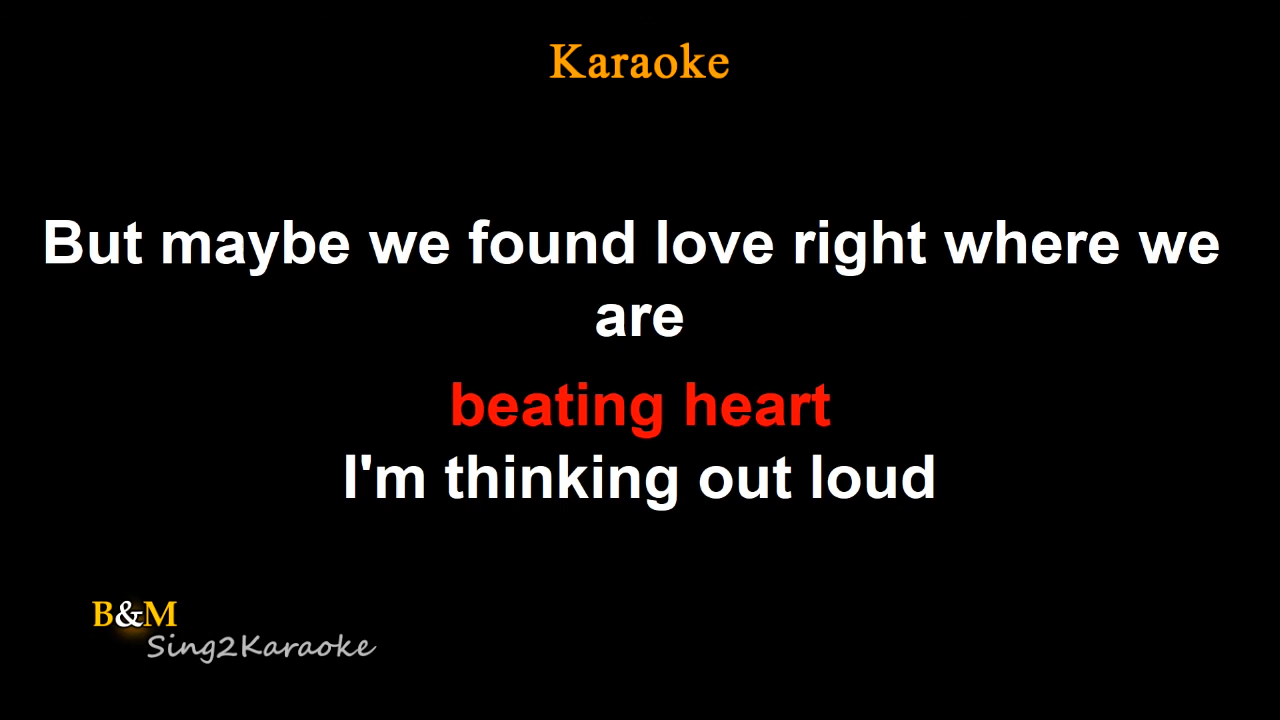 Karaoke
But maybe we found love right where we
are
beating heart
I'm thinking out loud
B&M
Sing2Karaoke